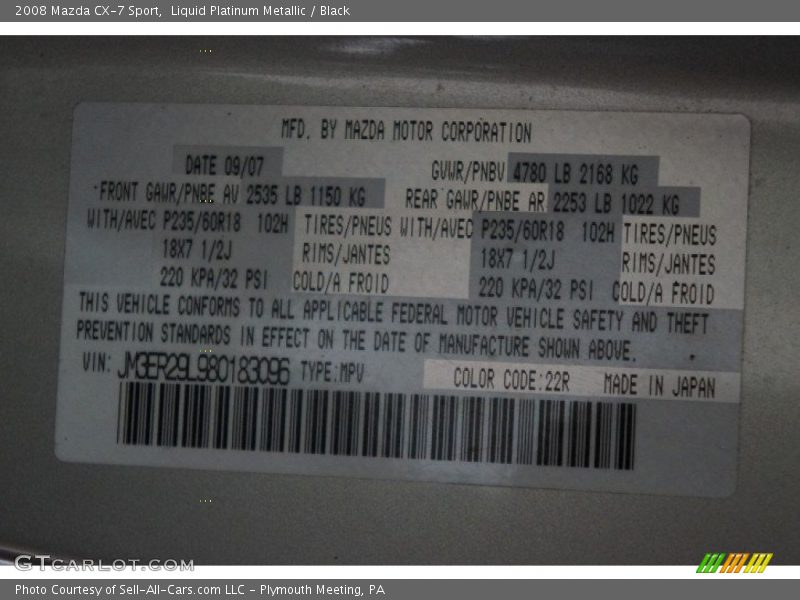 2008 Mazda CX-7 Sport,  Liquid Platinum Metallic / Black
MFD. BY MAZDA MOTOR CORPORATION
DATE 09/07 GVWR/PNBV 4780 LB 2168 KG
FRONT GAWR/PNBE AV 2535 LB 1150 KG REAR GAWR/PNBE AR 2253 LB 1022 KG
WITH/AVEC P235/60R18 102H TIRES/PNEUS WITH/AVEC P235/60R18 102H TIRES/PNEUS
18X7 1/2J RIMS/JANTES 18X7 1/2J RIMS/JANTES
220 KPA/32 PSI COLD/A FROID 220 KPA/32 PSI COLD/A FROID
THIS VEHICLE CONFORMS TO ALL APPLICABLE FEDERAL MOTOR VEHICLE SAFETY AND THEFT
PREVENTION STANDARDS IN EFFECT ON THE DATE OF MANUFACTURE SHOWN ABOVE.
VIN: JM3ER29L980183096 TYPE:MPV COLOR CODE:22R MADE IN JAPAN
GTCARLOT.COM
Photo Courtesy of Sell-All-Cars.com LLC - Plymouth Meeting, PA